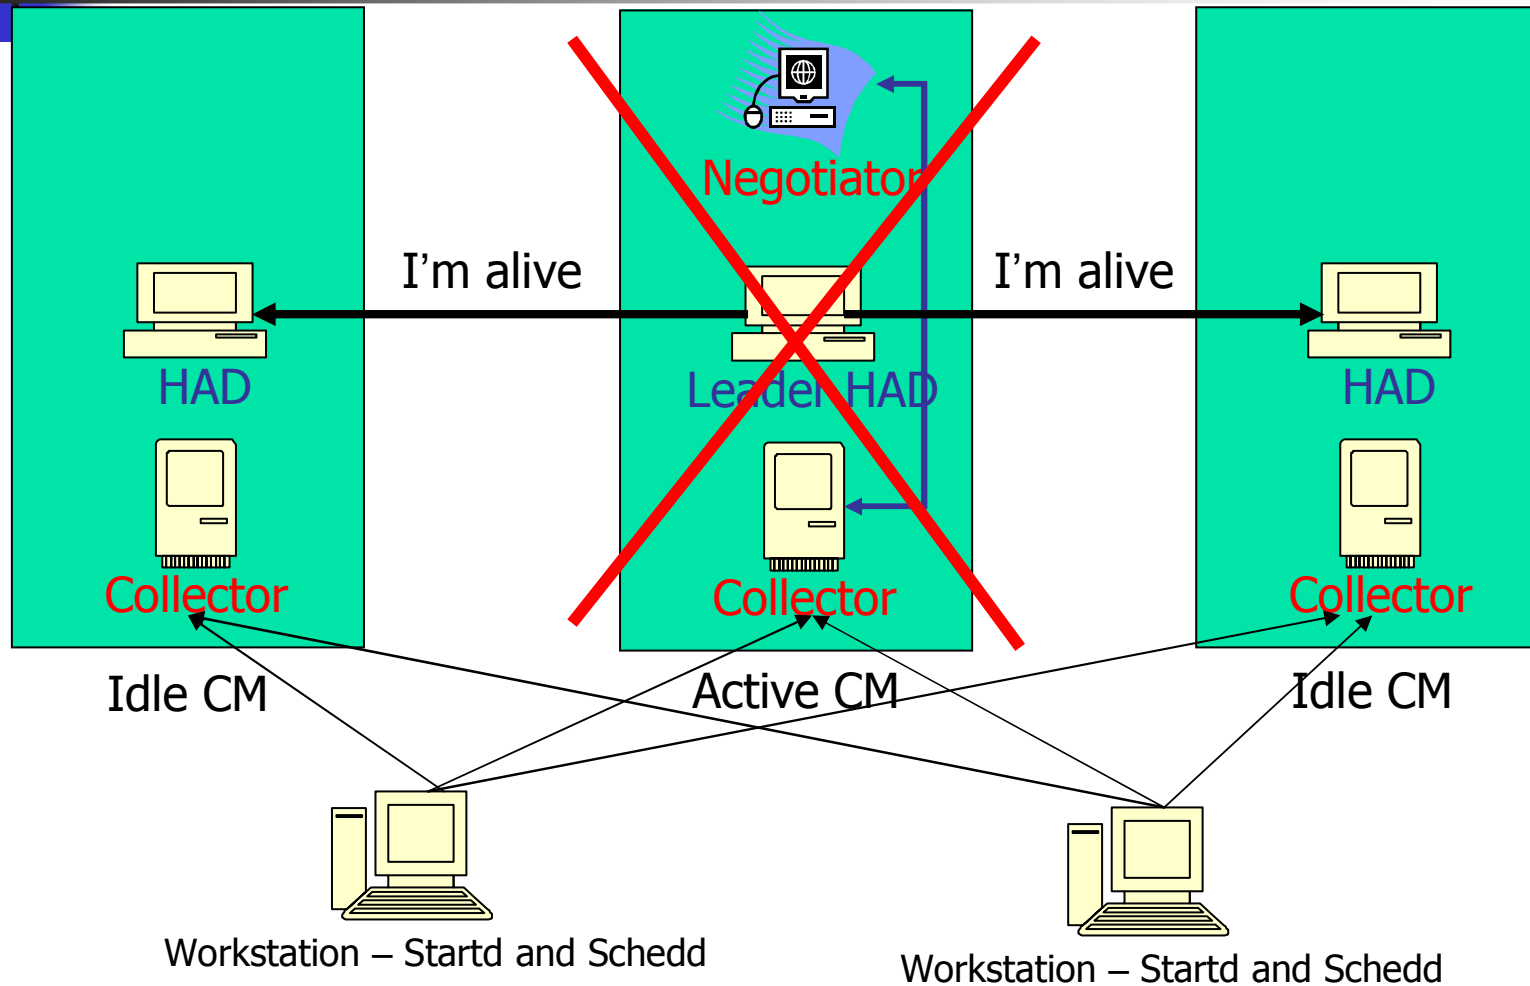 Negotiator
I'm alive
I'm alive
HAD
Leader HAD
HAD
Collector
Collector
Collector
Idle CM
Active CM
Idle CM
Workstation – Startd and Schedd
Workstation – Startd and Schedd